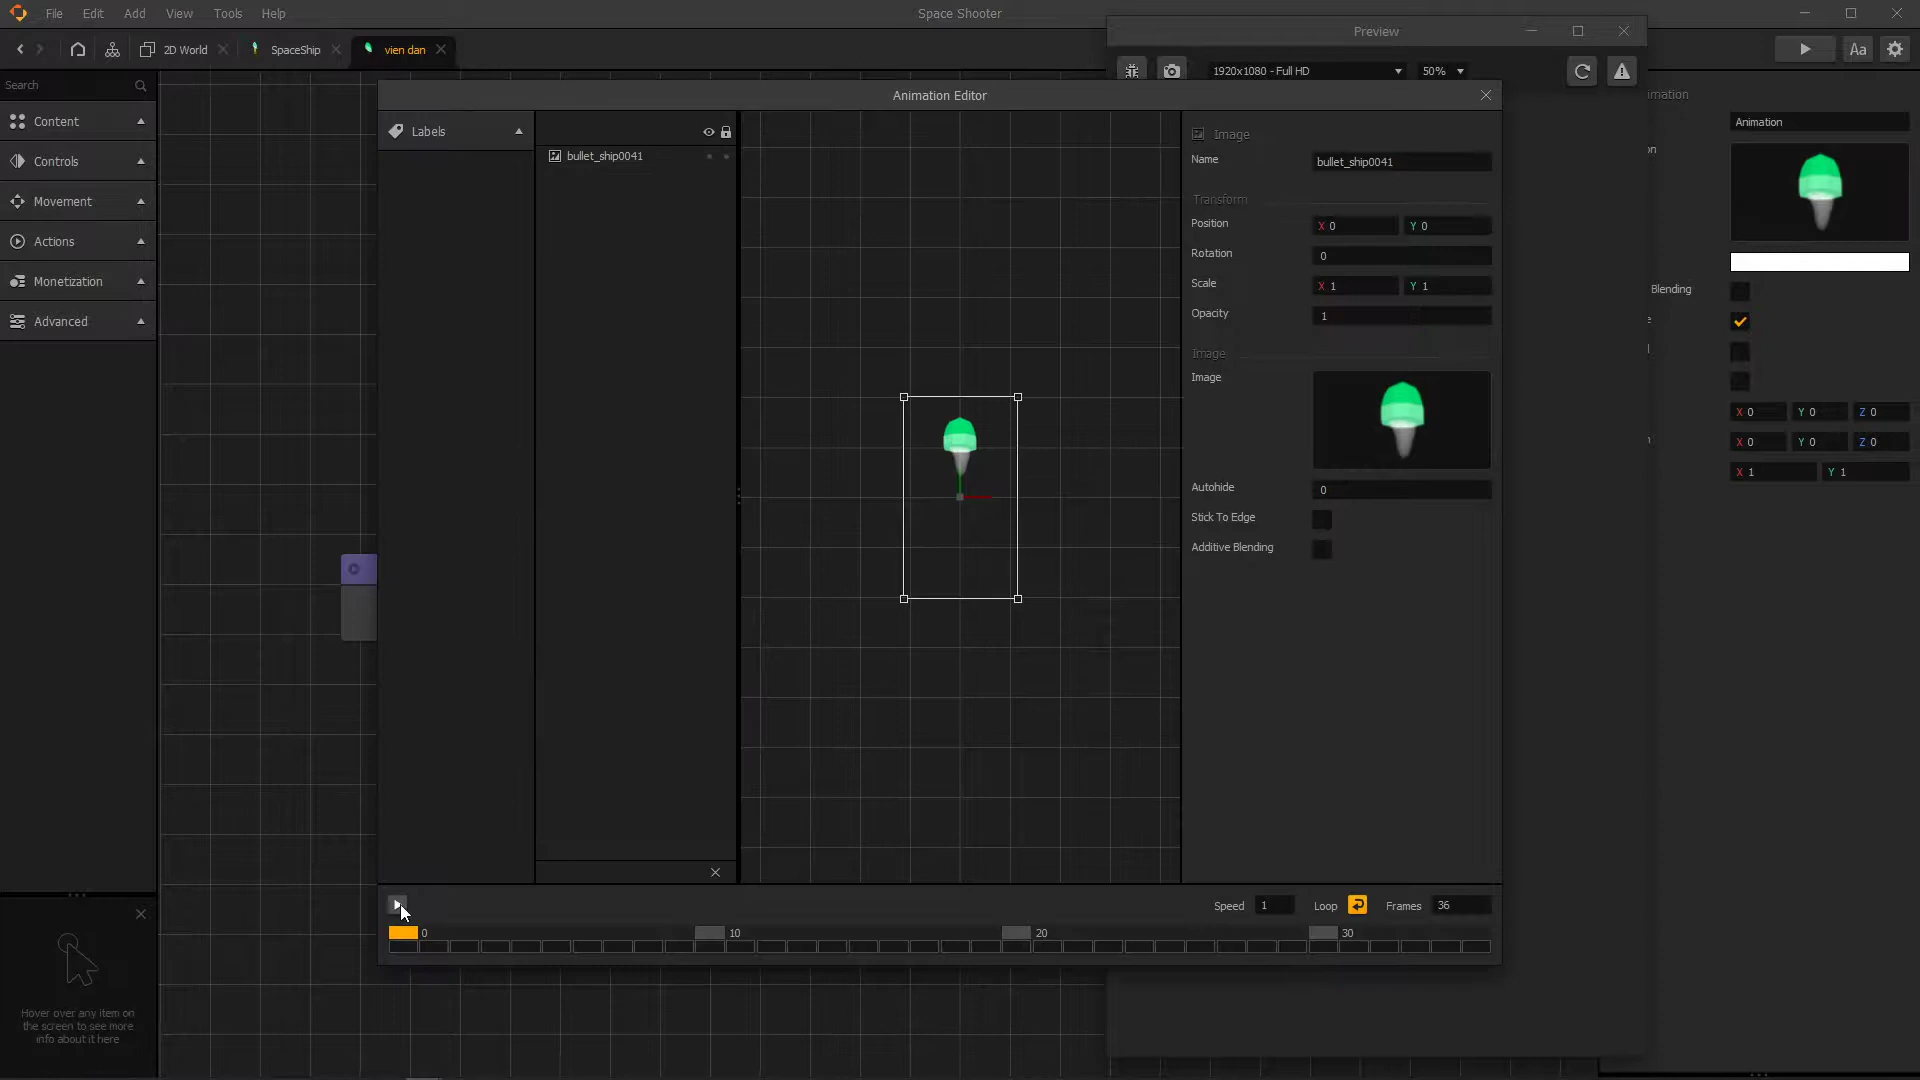 File Edit Add View Tools Help
Space Shooter
Preview
2D World SpaceShip vien dan
Aa
1920x1080 - Full HD 50%
Search
Content
Controls
Movement
Actions
Monetization
Advanced
Hover over any item on
the screen to see more
info about it here
Animation Editor
Labels
bullet_ship0041
Image
Name bullet_ship0041
Transform
Position X 0 Y 0
Rotation 0
Scale X 1 Y 1
Opacity 1
Image
Image
Autohide 0
Stick To Edge
Additive Blending
Speed 1 Loop Frames 36
0 10 20 30
imation
Animation
on
Blending
X 0 Y 0 Z 0
X 0 Y 0 Z 0
X 1 Y 1